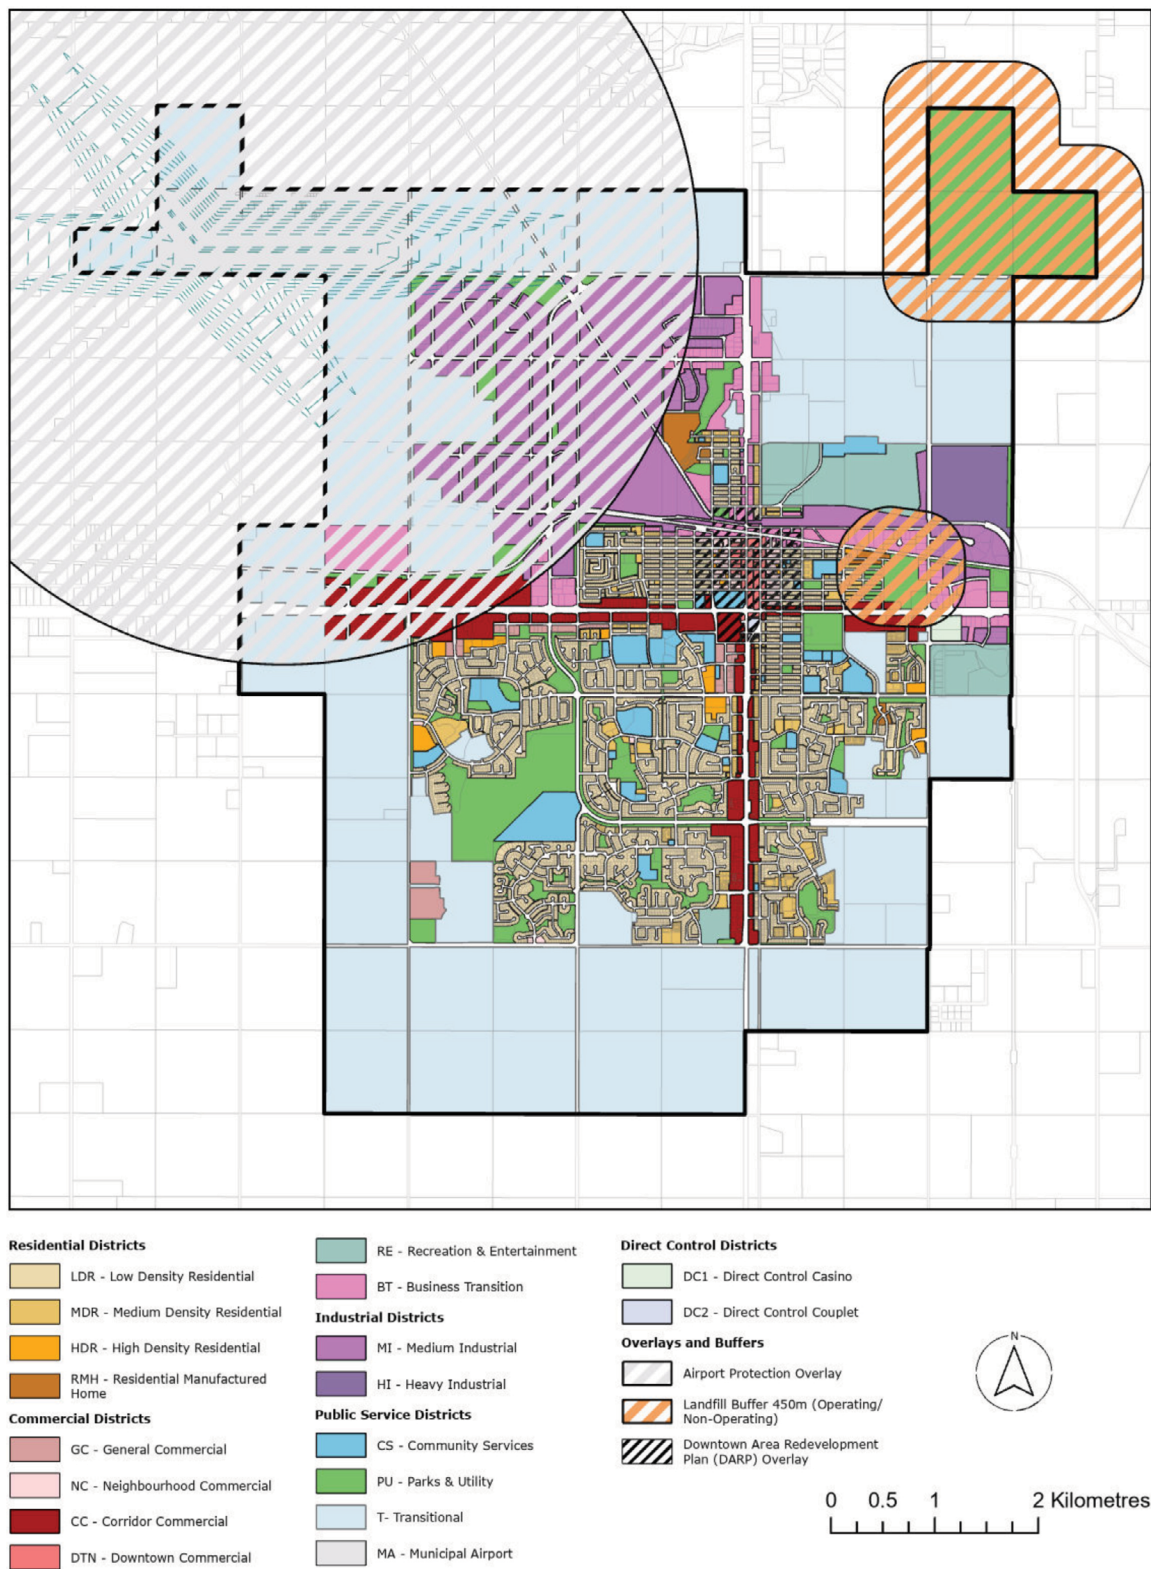 Residential Districts
LDR - Low Density Residential
MDR - Medium Density Residential
HDR - High Density Residential
RMH - Residential Manufactured
Home
Commercial Districts
GC - General Commercial
NC - Neighbourhood Commercial
CC - Corridor Commercial
DTN - Downtown Commercial
RE - Recreation & Entertainment
BT - Business Transition
Industrial Districts
MI - Medium Industrial
HI - Heavy Industrial
Public Service Districts
CS - Community Services
PU - Parks & Utility
T- Transitional
MA - Municipal Airport
Direct Control Districts
DC1 - Direct Control Casino
DC2 - Direct Control Couplet
Overlays and Buffers
Airport Protection Overlay
Landfill Buffer 450m (Operating/
Non-Operating)
Downtown Area Redevelopment
Plan (DARP) Overlay
N
0 0.5 1 2 Kilometres